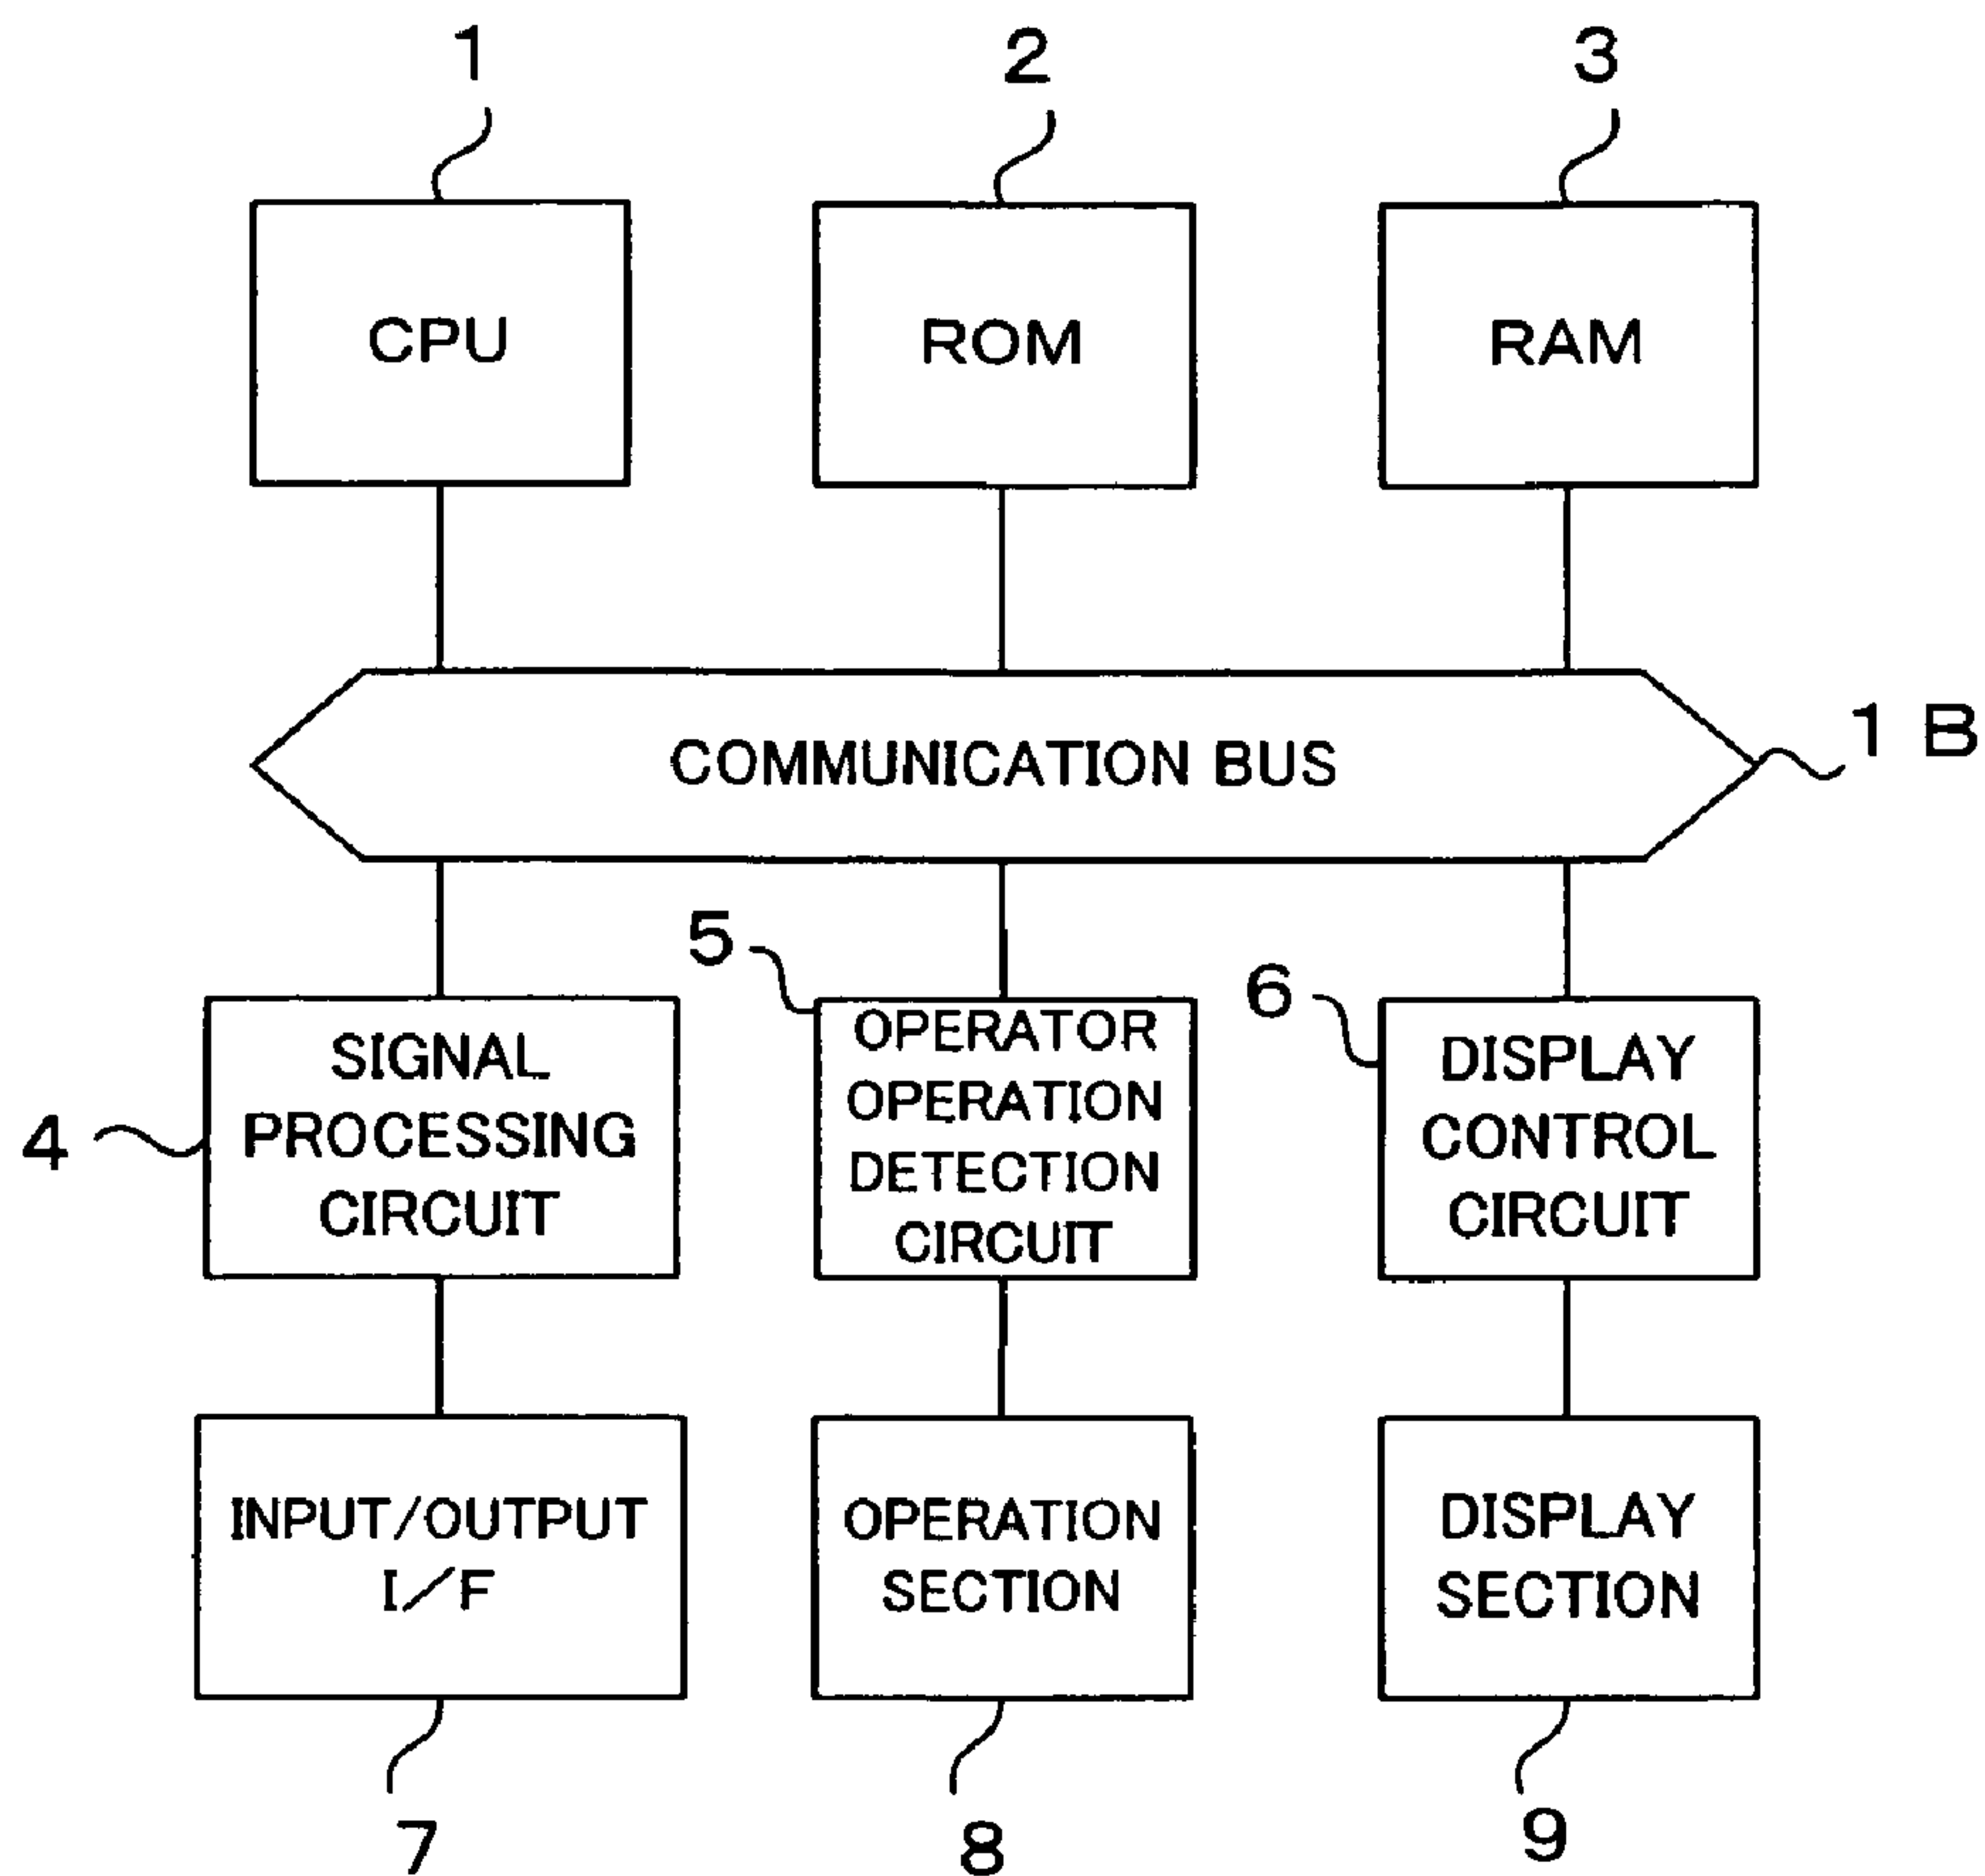 1
2
3
CPU
ROM
RAM
COMMUNICATION BUS
1B
4
SIGNAL
PROCESSING
CIRCUIT
5
OPERATOR
OPERATION
DETECTION
CIRCUIT
6
DISPLAY
CONTROL
CIRCUIT
INPUT/OUTPUT
I/F
OPERATION
SECTION
DISPLAY
SECTION
7
8
9